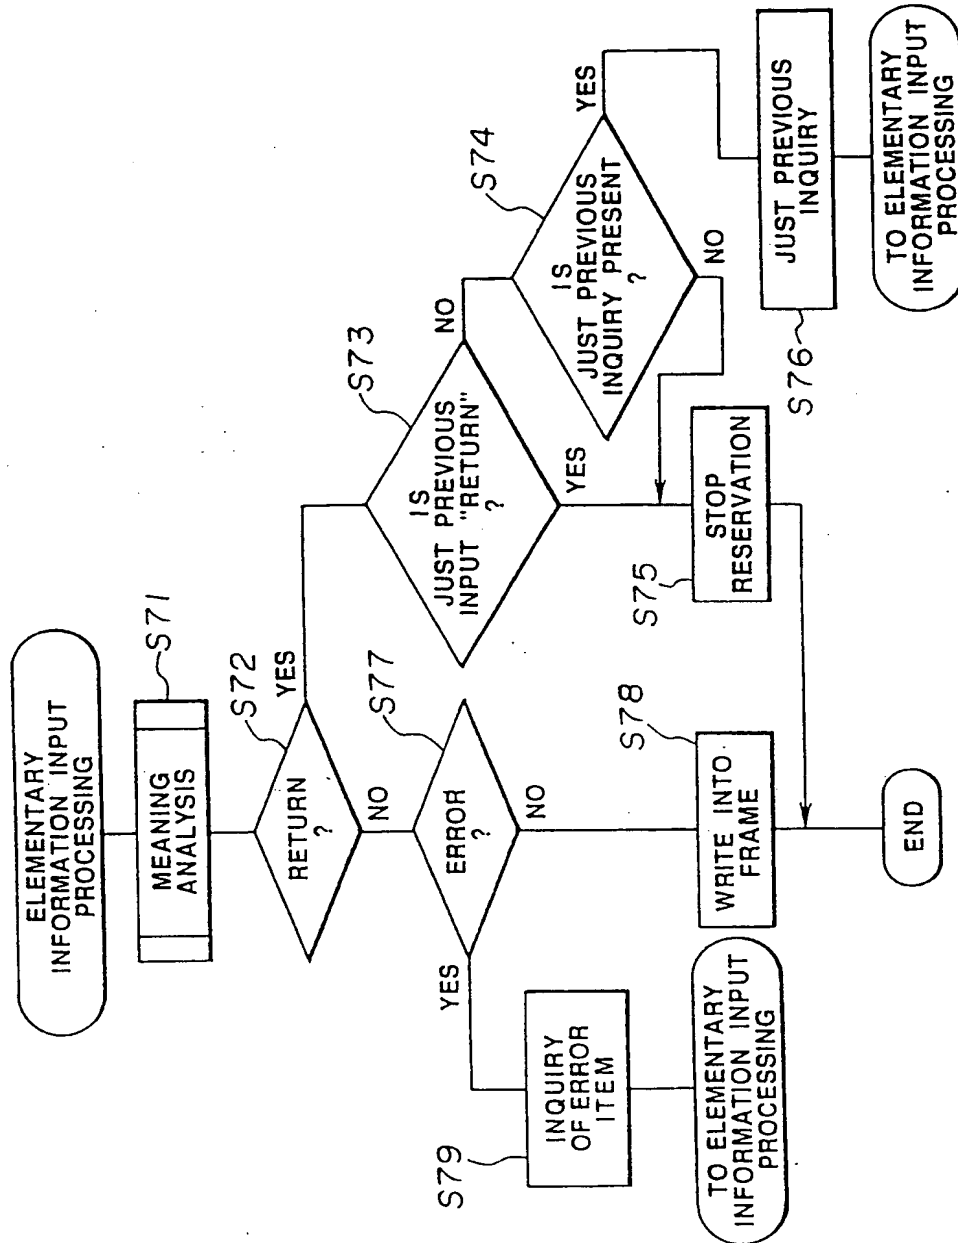 ELEMENTARY
INFORMATION INPUT
PROCESSING
MEANING
ANALYSIS
S71
RETURN
?
S72
YES
NO
IS
JUST PREVIOUS
INPUT "RETURN"
?
S73
NO
YES
IS
JUST PREVIOUS
INQUIRY PRESENT
?
S74
YES
NO
ERROR
?
S77
YES
NO
INQUIRY
OF ERROR
ITEM
S79
TO ELEMENTARY
INFORMATION INPUT
PROCESSING
WRITE INTO
FRAME
S78
STOP
RESERVATION
S75
JUST PREVIOUS
INQUIRY
S76
TO ELEMENTARY
INFORMATION INPUT
PROCESSING
END